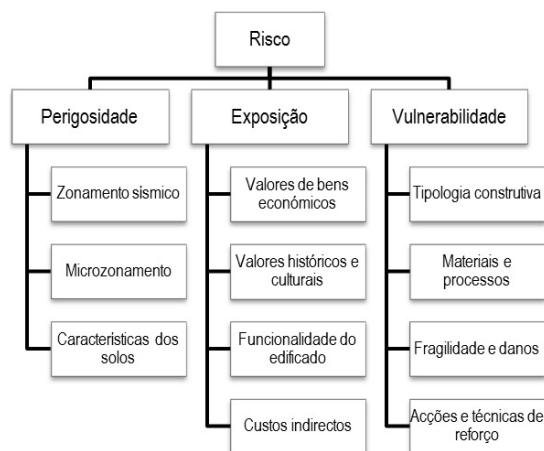 Risco
Perigosidade
Exposição
Vulnerabilidade
Zonamento sísmico
Microzonamento
Características dos
solos
Valores de bens
económicos
Valores históricos e
culturais
Funcionalidade do
edificado
Custos indirectos
Tipologia construtiva
Materiais e
processos
Fragilidade e danos
Acções e técnicas de
reforço